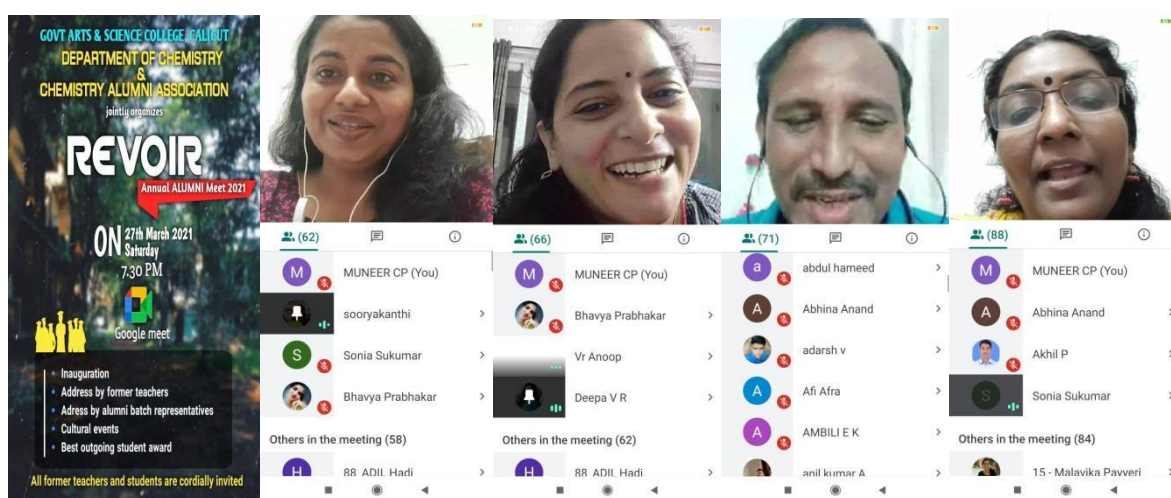 GOVT ARTS & SCIENCE COLLEGE, CALICUT
DEPARTMENT OF CHEMISTRY
&
CHEMISTRY ALUMNI ASSOCIATION
jointly organizes
REVOIR
Annual ALUMNI Meet 2021
ON 27th March 2021
Saturday
7.30 PM
Google meet
Inauguration
Address by former teachers
Adress by alumni batch representatives
Cultural events
Best outgoing student award
All former teachers and students are cordially invited
(62)
M MUNEER CP (You)
sooryakanthi
S Sonia Sukumar
Bhavya Prabhakar
Others in the meeting (58)
H 88 ADIL Hadi
(66)
M MUNEER CP (You)
Bhavya Prabhakar
Vr Anoop
Deepa V R
Others in the meeting (62)
H 88 ADIL Hadi
(71)
a abdul hameed
A Abhina Anand
adarsh v
A Afi Afra
A AMBILI E K
anil kumar A
(88)
M MUNEER CP (You)
A Abhina Anand
Akhil P
S Sonia Sukumar
Others in the meeting (84)
15 - Malavika Payyeri